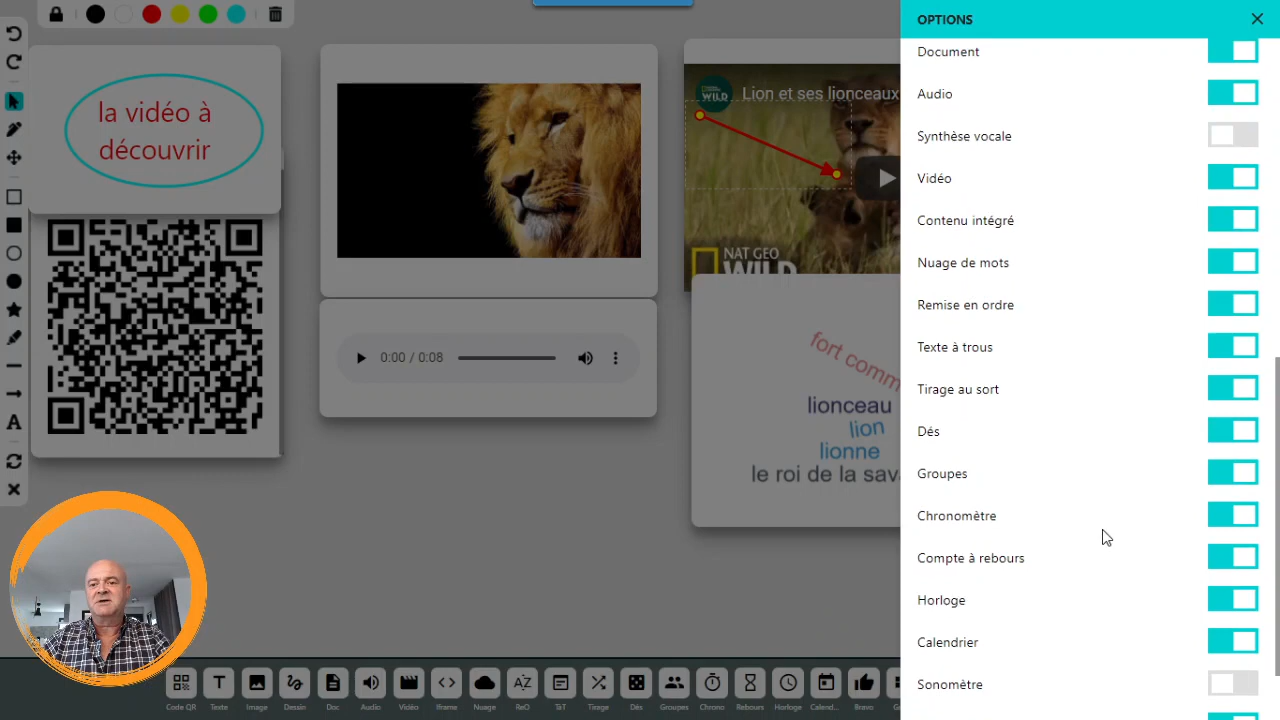 OPTIONS
Document
Audio
Synthèse vocale
Vidéo
Contenu intégré
Nuage de mots
Remise en ordre
Texte à trous
Tirage au sort
Dés
Groupes
Chronomètre
Compte à rebours
Horloge
Calendrier
Sonomètre
la vidéo à
découvrir
Lion et ses lionceaux
NATIONAL GEOGRAPHIC WILD
NAT GEO
WILD
0:00 / 0:08
fort comm
lionceau
lion
lionne
le roi de la sav
A
T
Code QR Texte Image Dessin Doc Audio Vidéo Iframe Nuage ReO TàT Tirage Dés Groupes Chrono Rebours Horloge Calend... Bravo